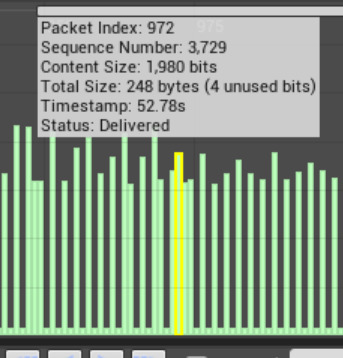 Packet Index: 972
975
Sequence Number: 3,729
Content Size: 1,980 bits
Total Size: 248 bytes (4 unused bits)
Timestamp: 52.78s
Status: Delivered